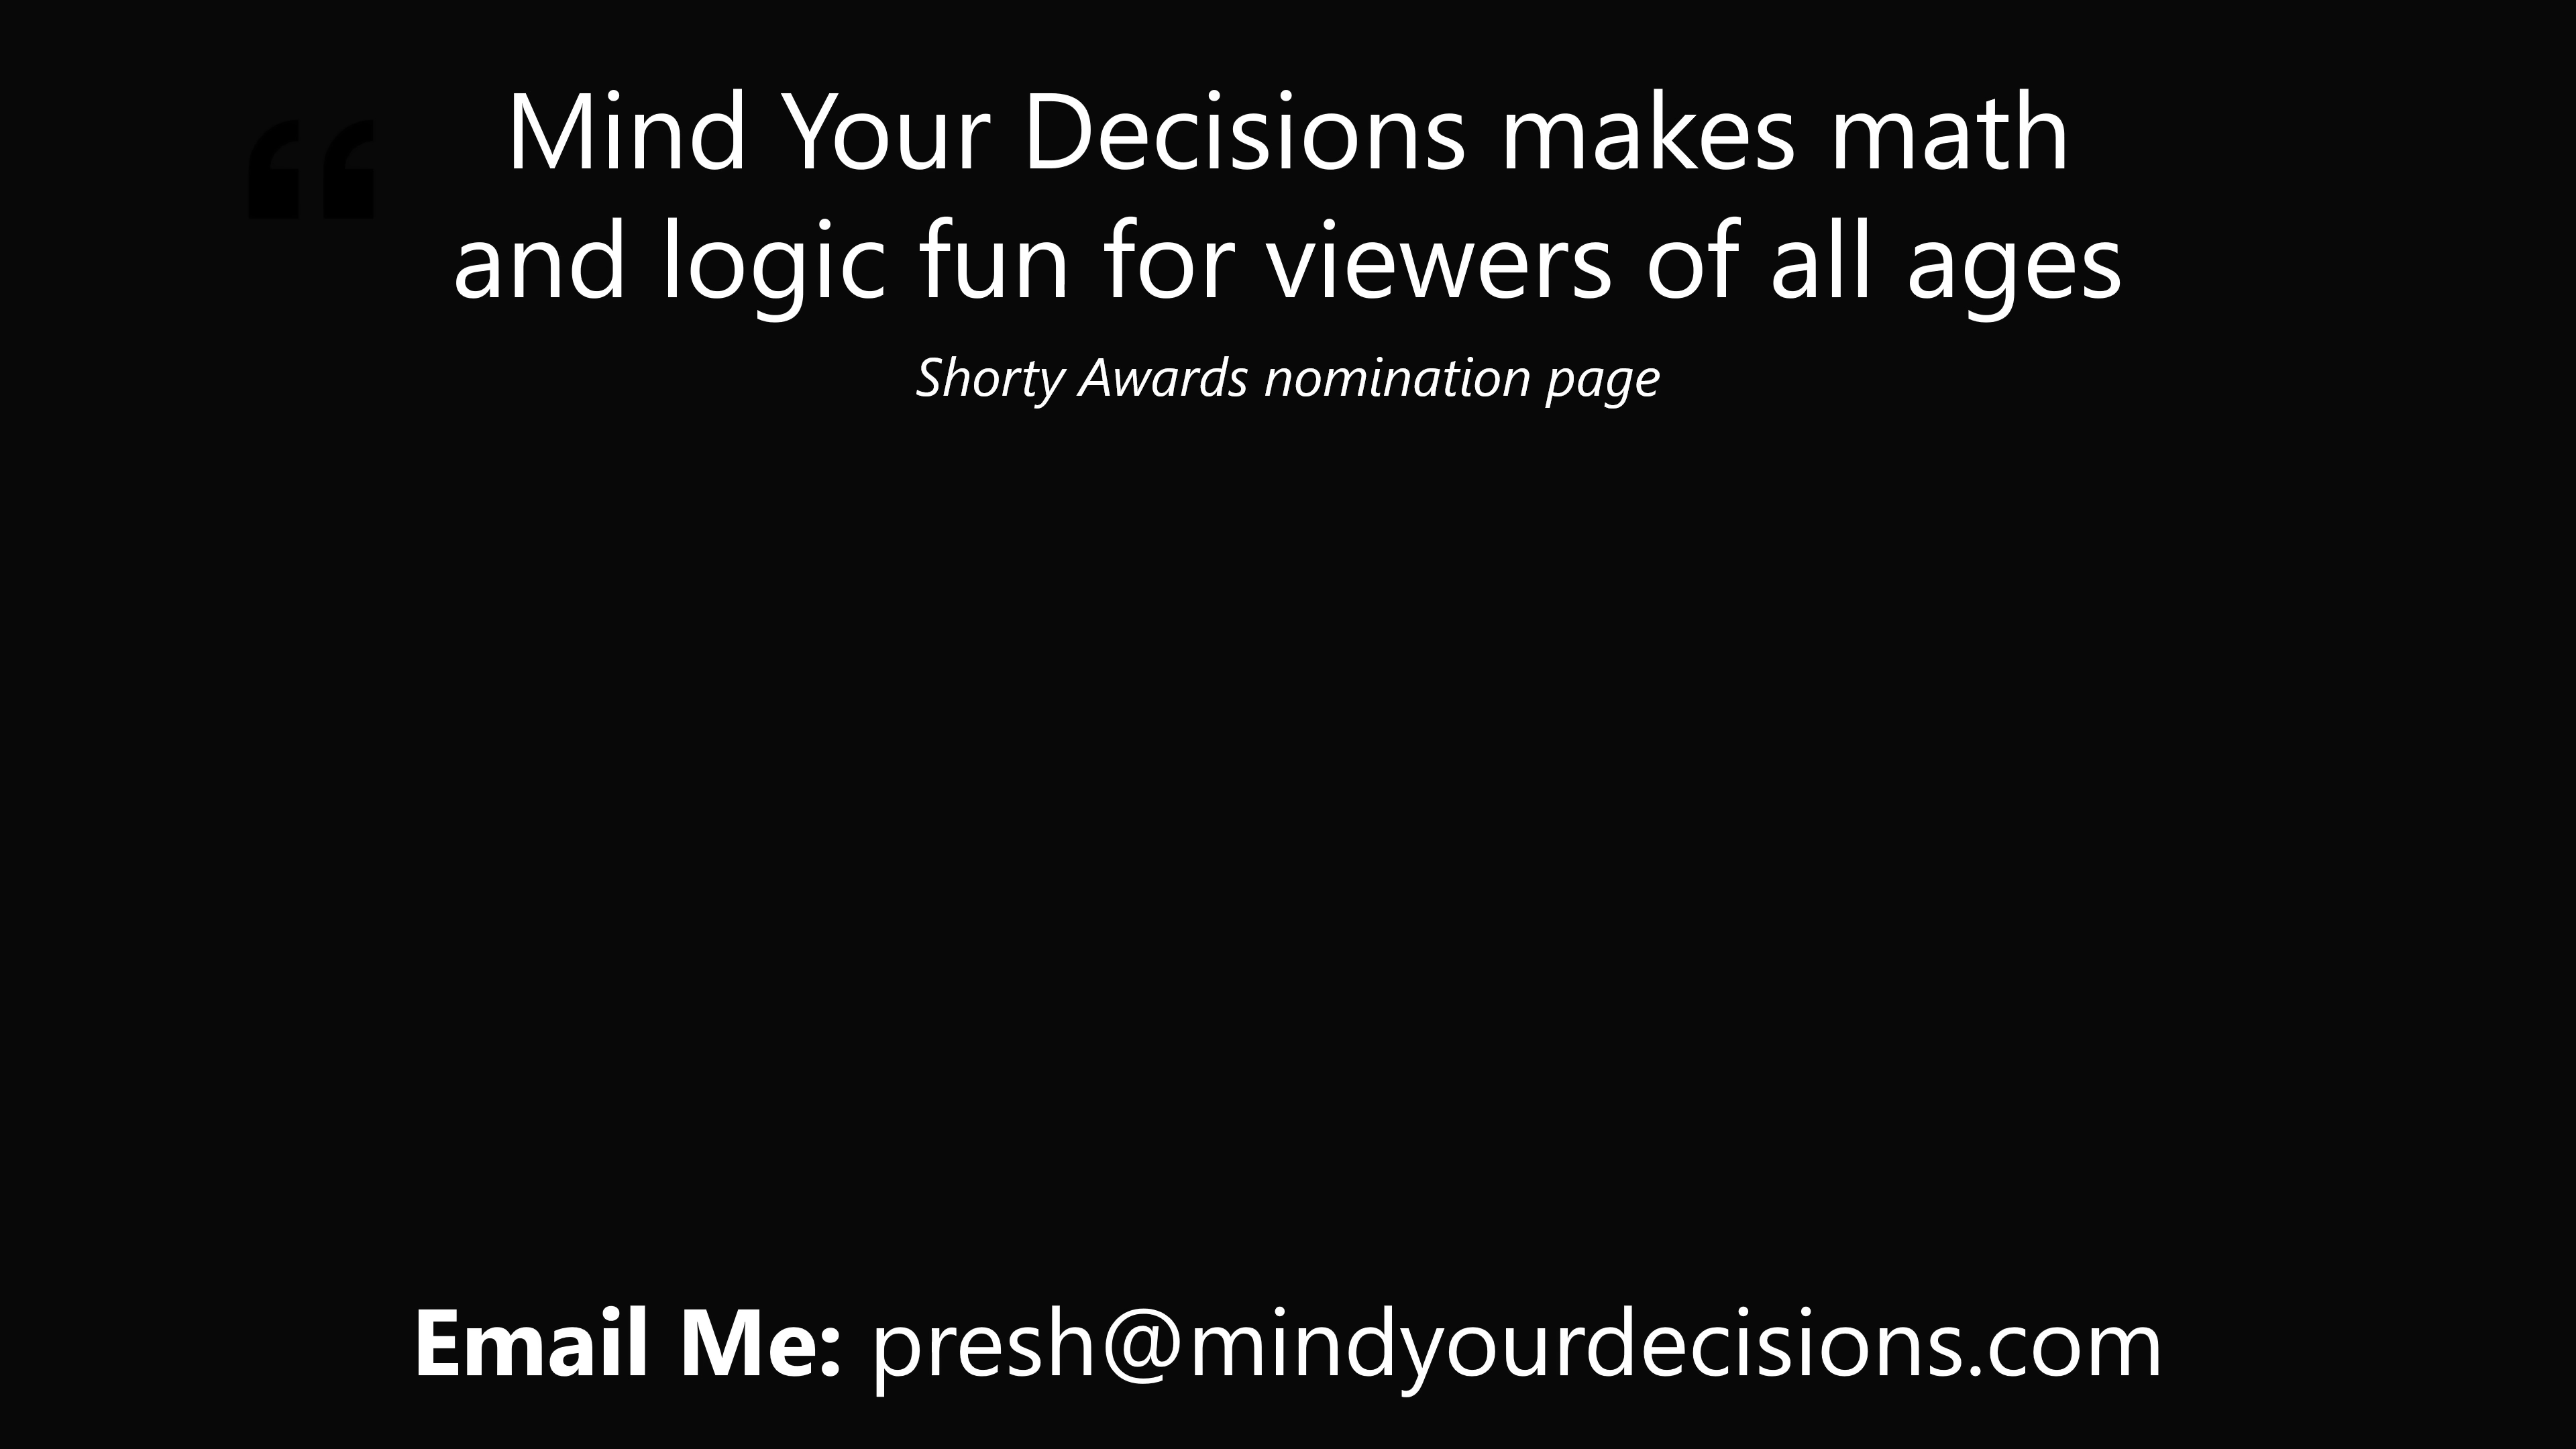 “
Mind Your Decisions makes math
and logic fun for viewers of all ages
Shorty Awards nomination page
Email Me: presh@mindyourdecisions.com